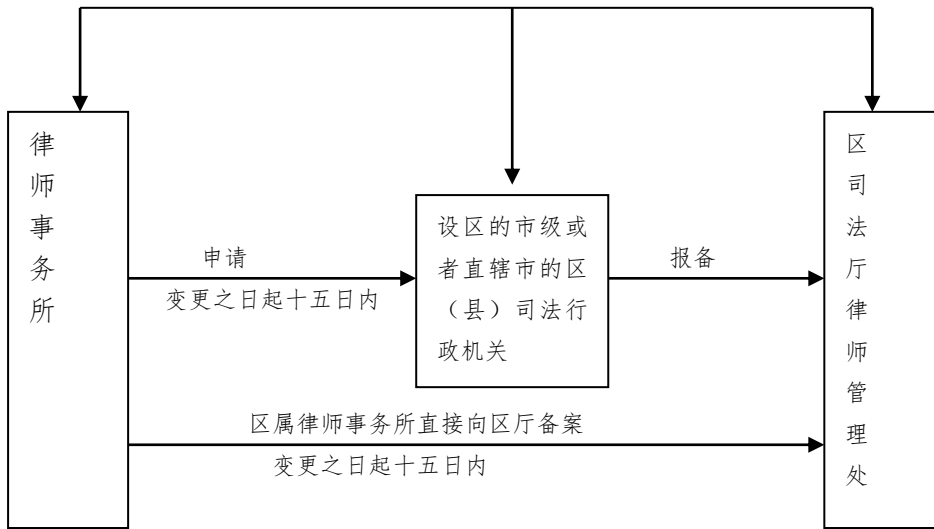 律师事务所
申请
变更之日起十五日内
设区的市级或
者直辖市的区
（县）司法行
政机关
报备
区属律师事务所直接向区厅备案
变更之日起十五日内
区司法厅律师管理处